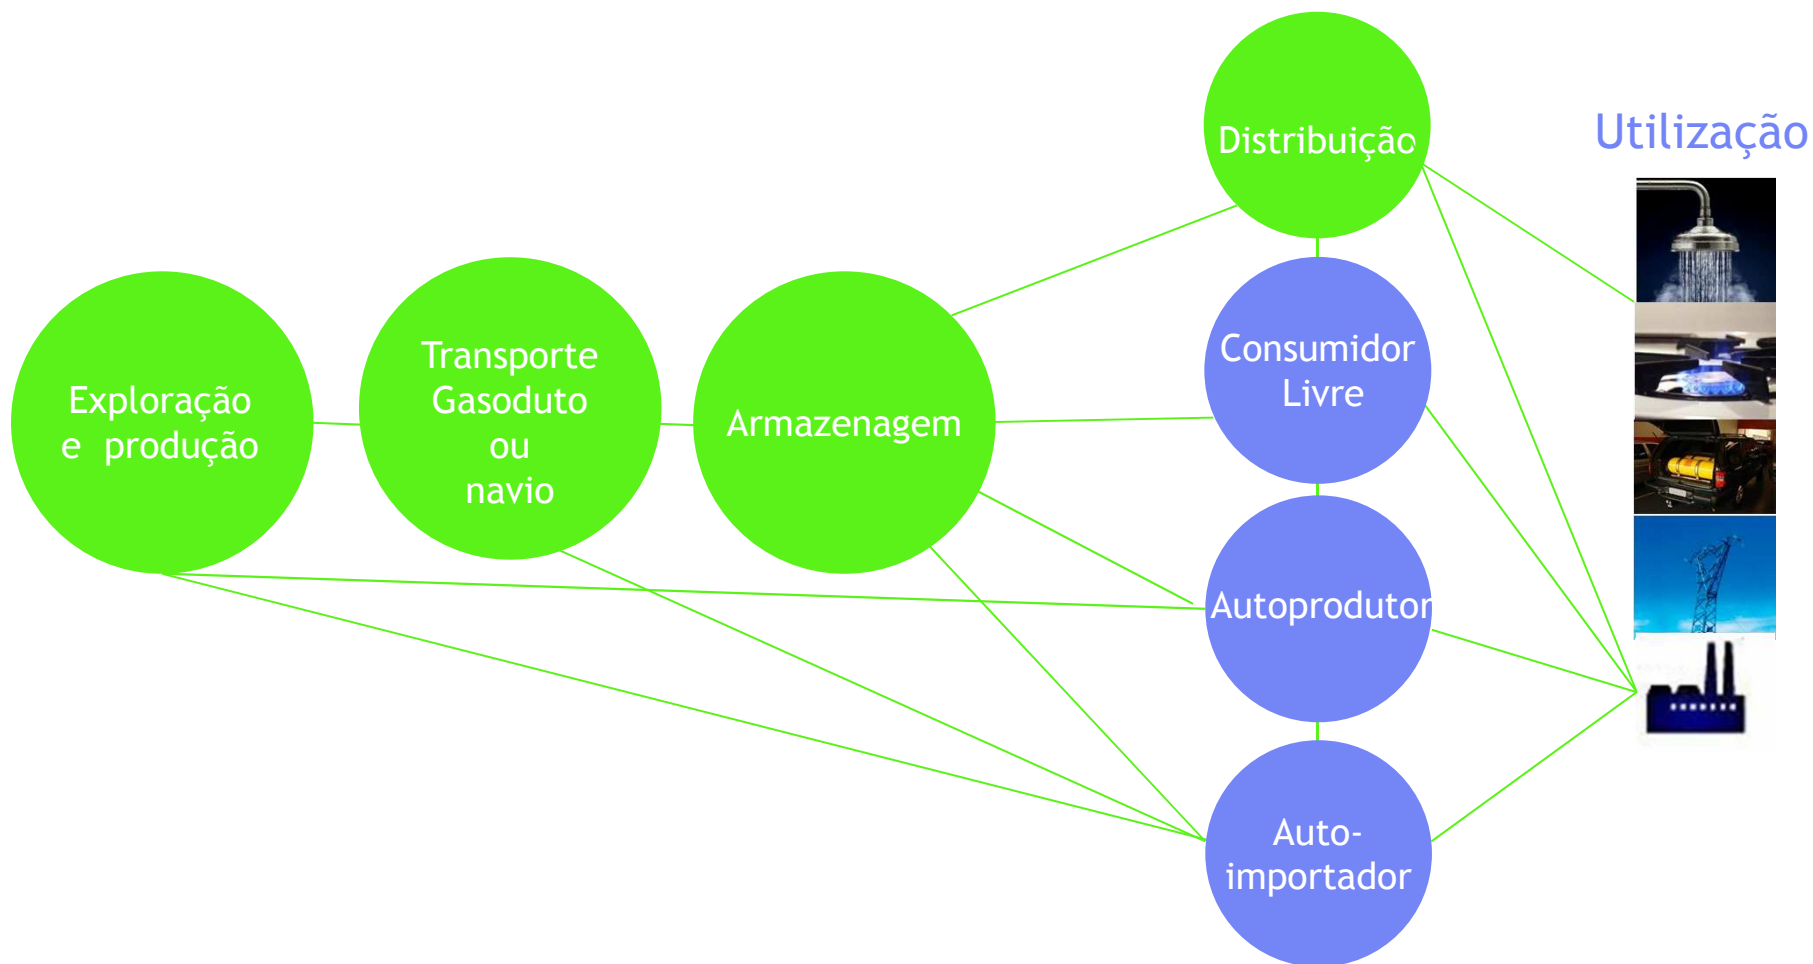 Distribuição
Utilização
Consumidor
Livre
Transporte
Gasoduto
ou
navio
Exploração
e produção
Armazenagem
Autoprodutor
Auto-
importador